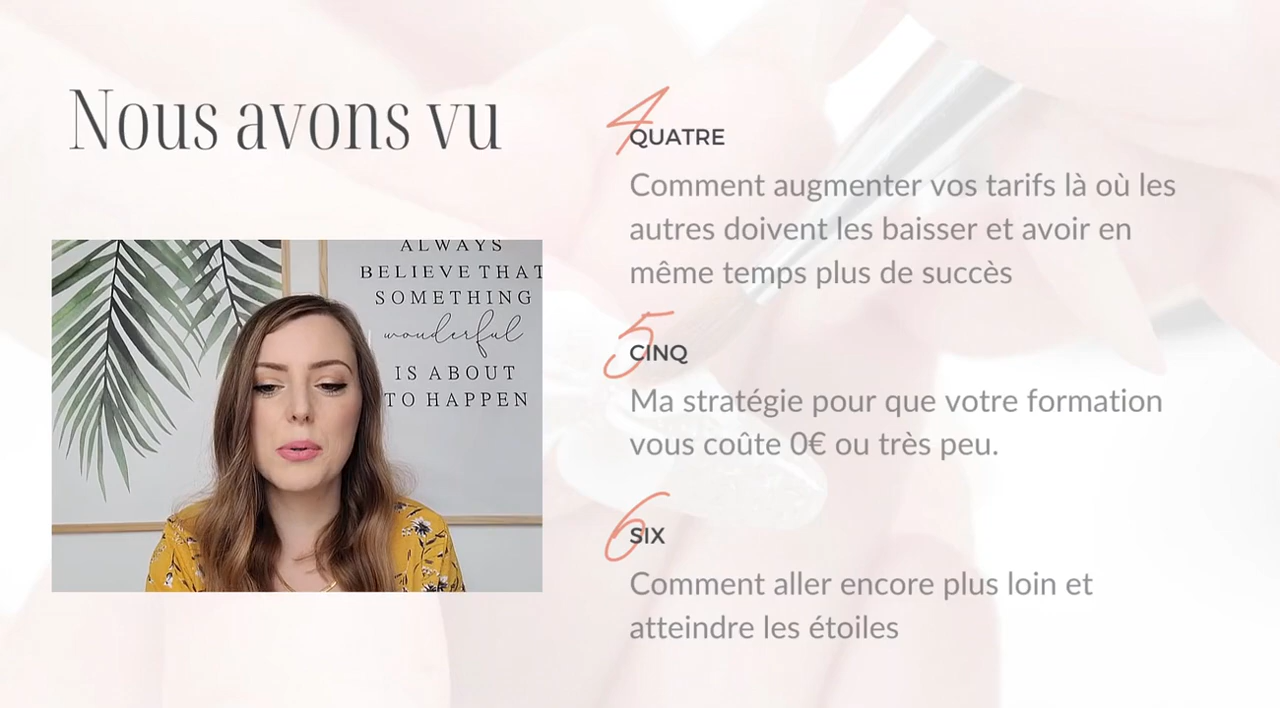 Nous avons vu
ALWAYS
BELIEVE THAT
SOMETHING
wonderful
IS ABOUT
TO HAPPEN
4
QUATRE
Comment augmenter vos tarifs là où les
autres doivent les baisser et avoir en
même temps plus de succès
5
CINQ
Ma stratégie pour que votre formation
vous coûte 0€ ou très peu.
6
SIX
Comment aller encore plus loin et
atteindre les étoiles